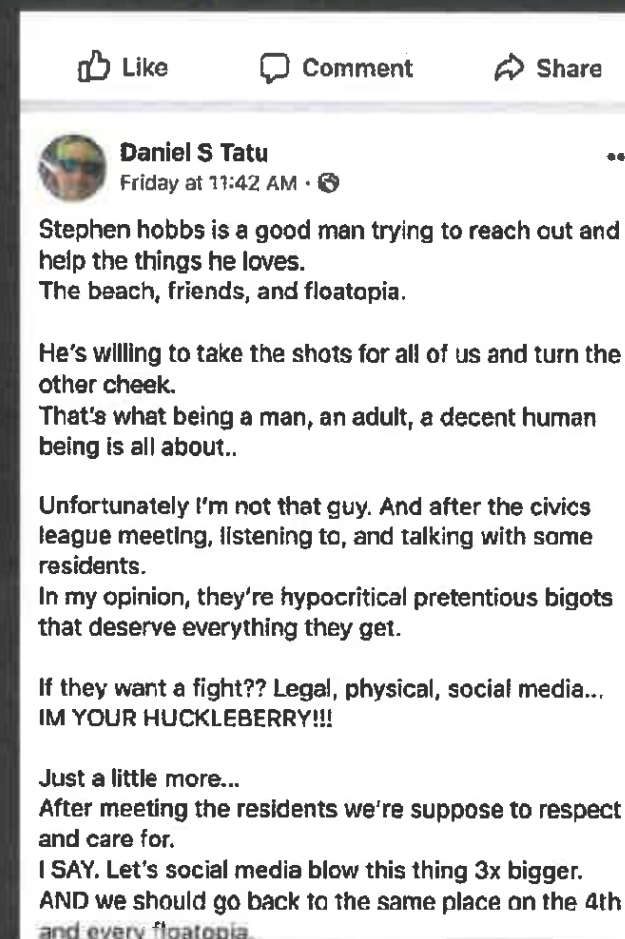 Like Comment Share
Daniel S Tatu
Friday at 11:42 AM ·
Stephen hobbs is a good man trying to reach out and
help the things he loves.
The beach, friends, and floatopia.
He's willing to take the shots for all of us and turn the
other cheek.
That's what being a man, an adult, a decent human
being is all about..
Unfortunately I'm not that guy. And after the civics
league meeting, listening to, and talking with some
residents.
In my opinion, they're hypocritical pretentious bigots
that deserve everything they get.
If they want a fight?? Legal, physical, social media...
IM YOUR HUCKLEBERRY!!!
Just a little more...
After meeting the residents we're suppose to respect
and care for.
I SAY. Let's social media blow this thing 3x bigger.
AND we should go back to the same place on the 4th
and every floatopia.